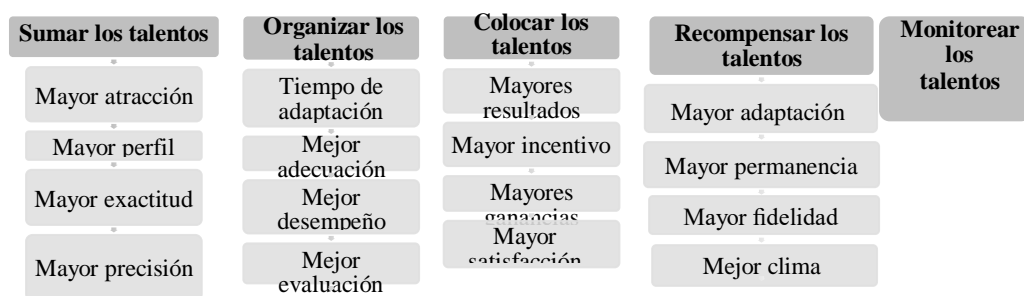 Sumar los talentos
Mayor atracción
Mayor perfil
Mayor exactitud
Mayor precisión
Organizar los
talentos
Tiempo de
adaptación
Mejor
adecuación
Mejor
desempeño
Mejor
evaluación
Colocar los
talentos
Mayores
resultados
Mayor incentivo
Mayores
ganancias
Mayor
satisfacción
Recompensar los
talentos
Mayor adaptación
Mayor permanencia
Mayor fidelidad
Mejor clima
Monitorear
los
talentos